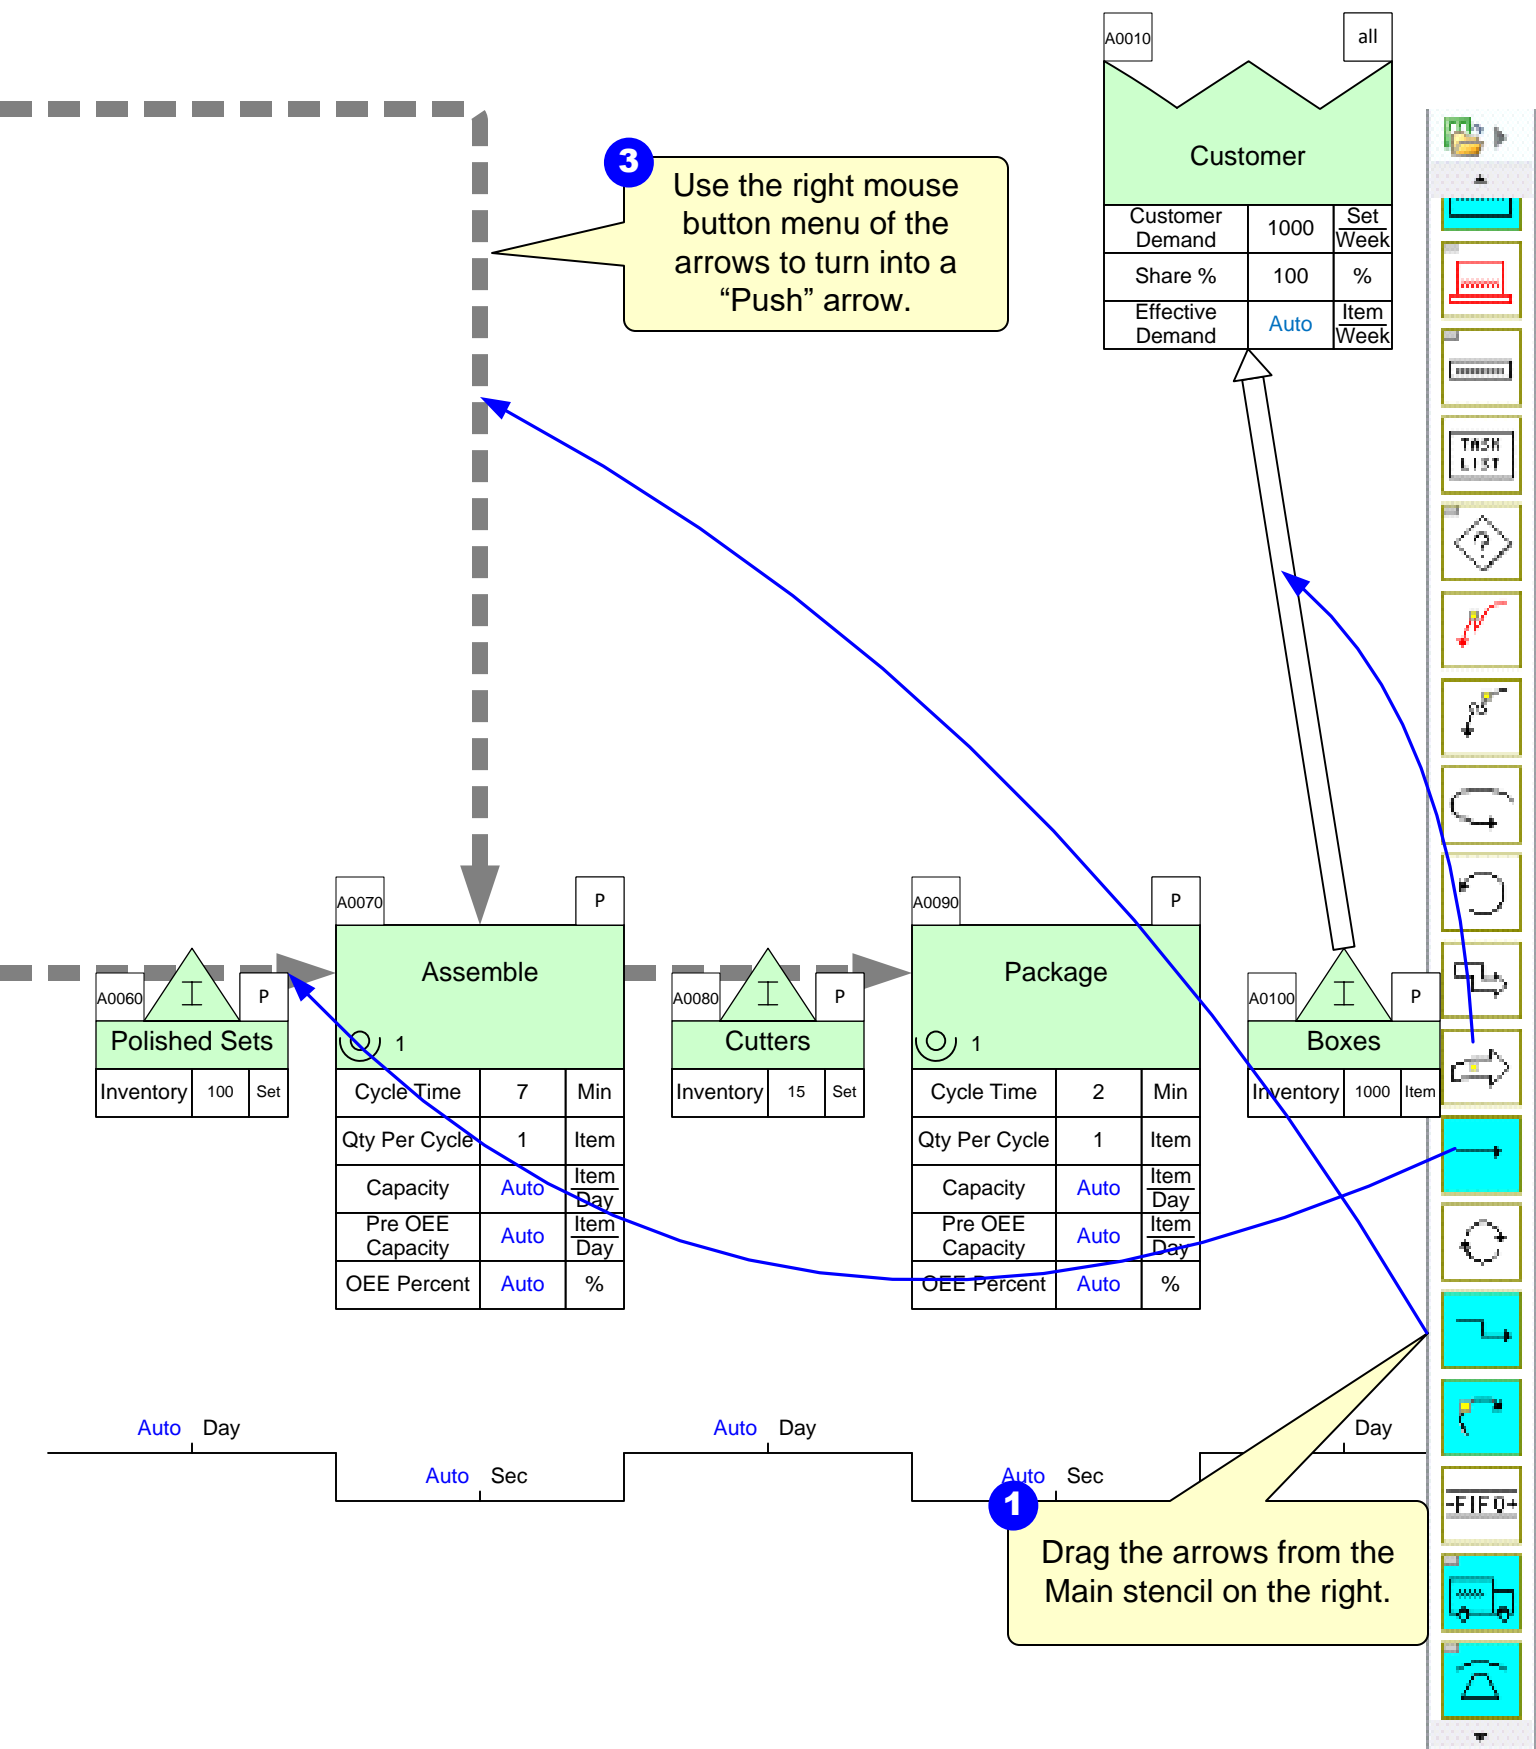 A0010
all
Customer
Customer Demand 1000 Set Week
Share % 100 %
Effective Demand Auto Item Week
3
Use the right mouse
button menu of the
arrows to turn into a
“Push” arrow.
TASK
LIST
?
A0060
I
P
Polished Sets
Inventory 100 Set
A0070
P
Assemble
1
Cycle Time 7 Min
Qty Per Cycle 1 Item
Capacity Auto Item Day
Pre OEE Capacity Auto Item Day
OEE Percent Auto %
A0080
I
P
Cutters
Inventory 15 Set
A0090
P
Package
1
Cycle Time 2 Min
Qty Per Cycle 1 Item
Capacity Auto Item Day
Pre OEE Capacity Auto Item Day
OEE Percent Auto %
A0100
I
P
Boxes
Inventory 1000 Item
Auto Day
Auto Sec
Auto Day
Auto Sec
Day
-FIFO+
1
Drag the arrows from the
Main stencil on the right.